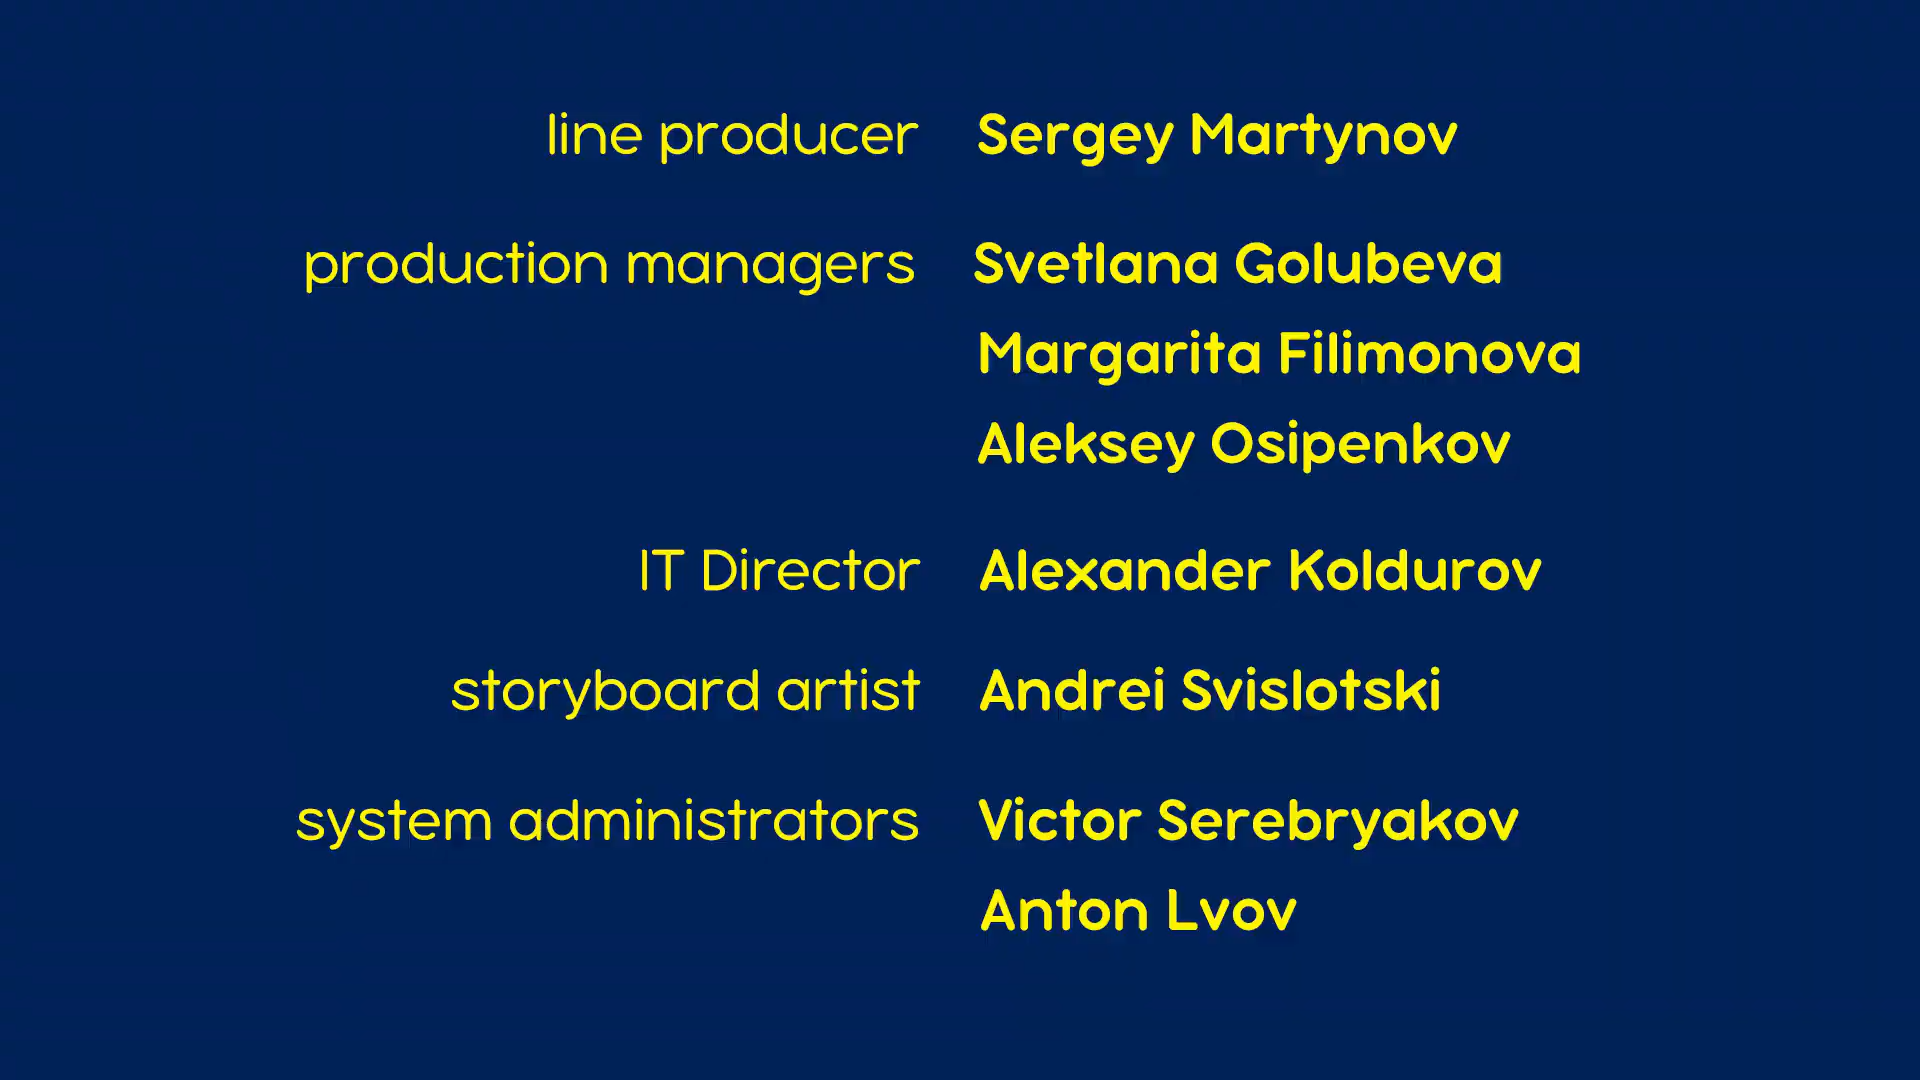 line producer Sergey Martynov
production managers Svetlana Golubeva
Margarita Filimonova
Aleksey Osipenkov
IT Director Alexander Koldurov
storyboard artist Andrei Svislotski
system administrators Victor Serebryakov
Anton Lvov